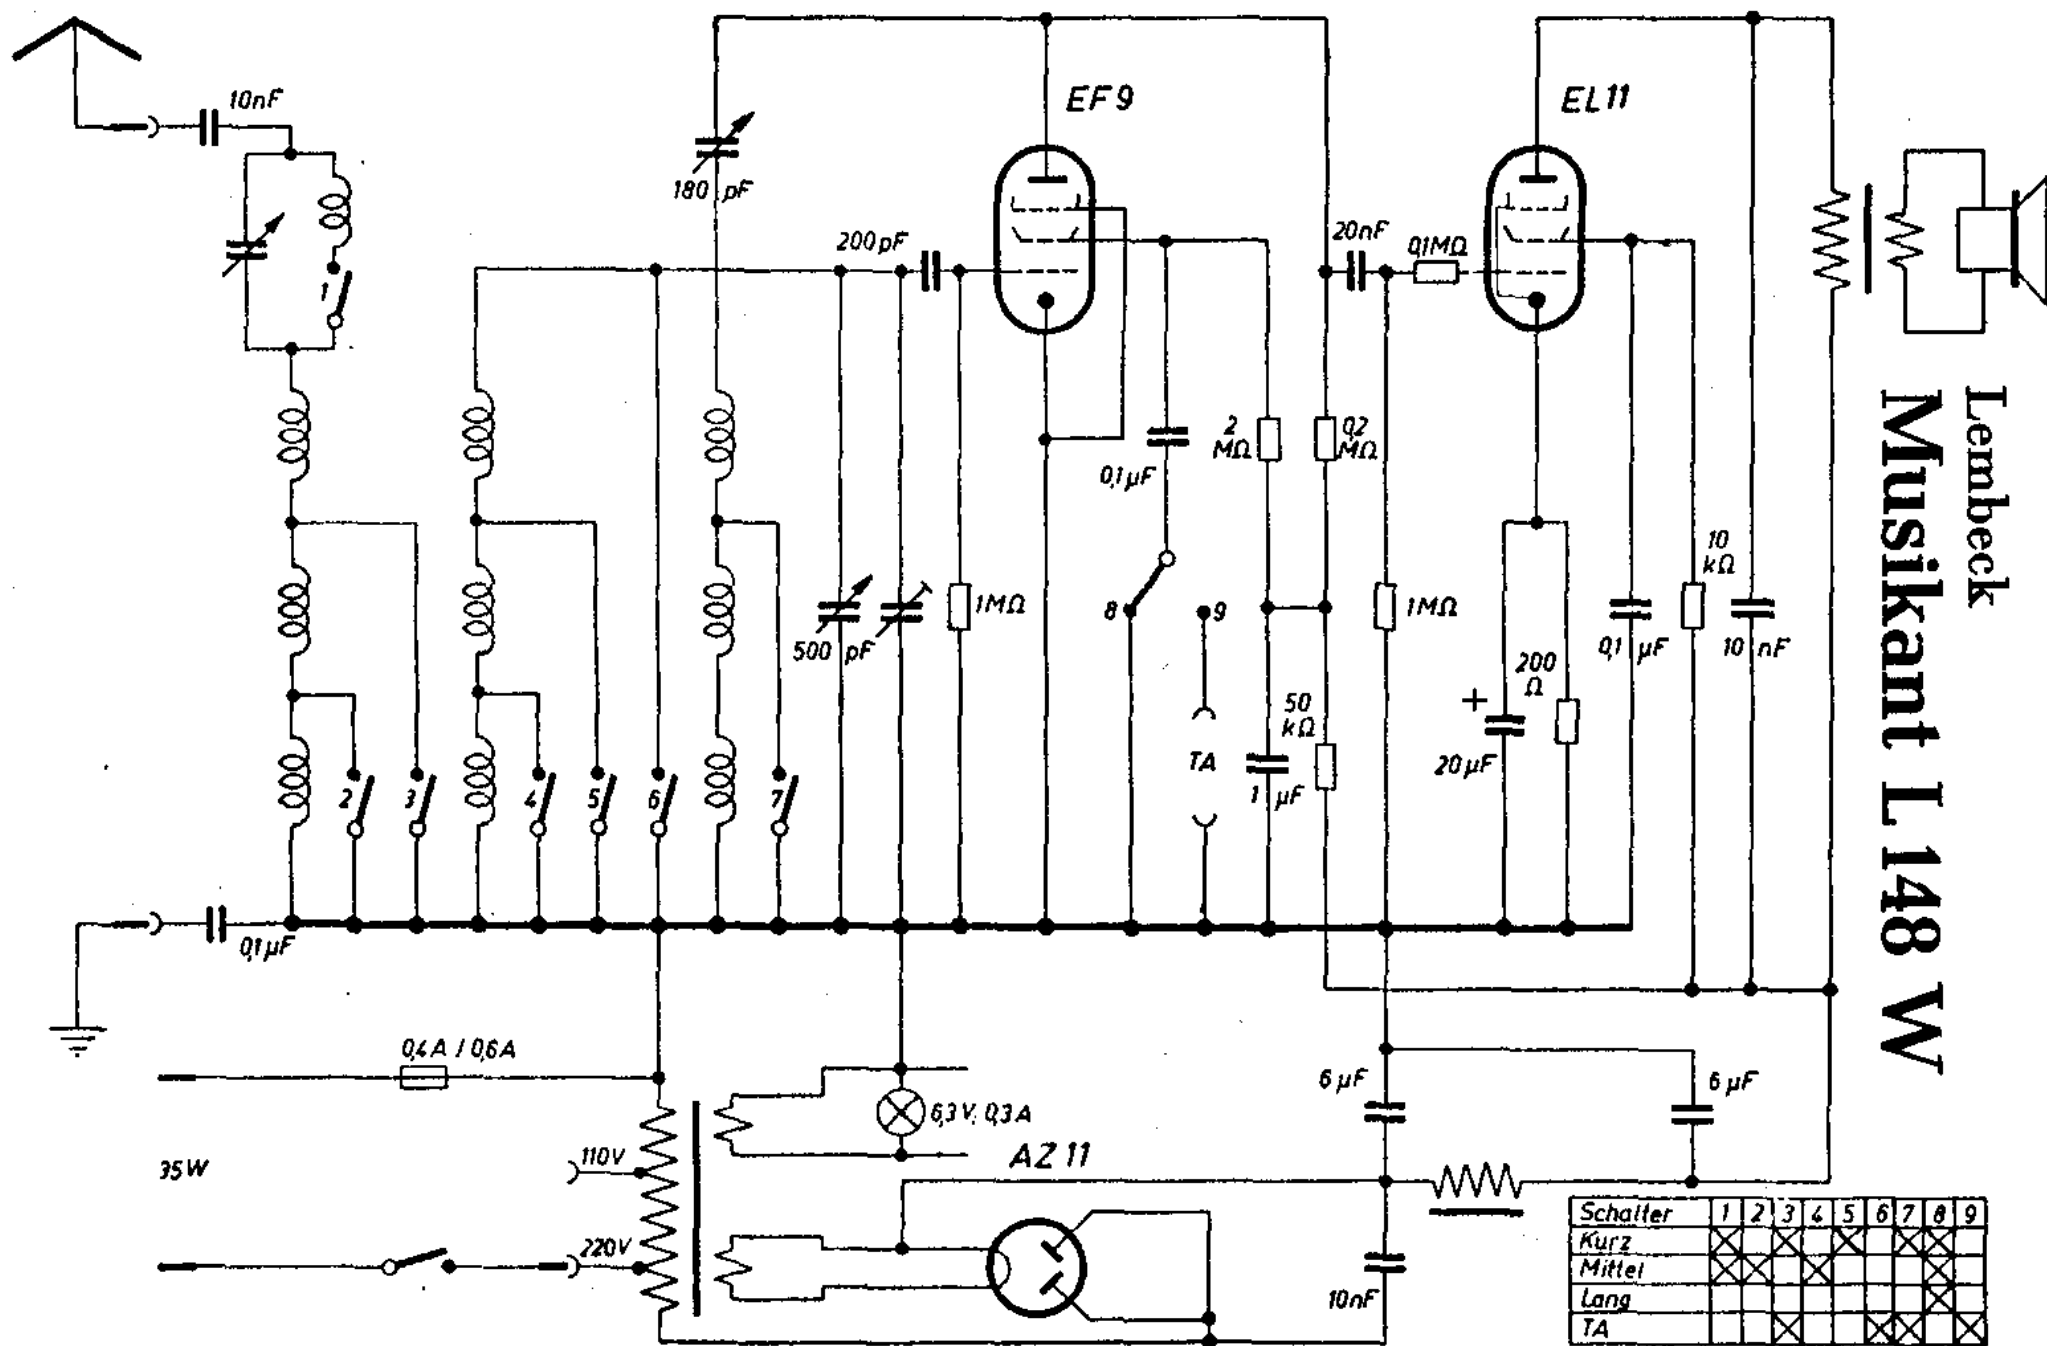 10nF
EF9
EL11
180 pF
200pF
20nF
0,1MΩ
1
2
MΩ
0,2
MΩ
0,1µF
10
kΩ
8
9
1MΩ
1MΩ
500 pF
0,1 µF
10 nF
200
Ω
+
20µF
50
kΩ
TA
1 µF
2
3
4
5
6
7
0,1µF
Lembeck
Musikant L 148 W
0,4A / 0,6A
6µF
6µF
6,3V; 0,3A
35W
110V
AZ11
220V
10nF
Schalter 1 2 3 4 5 6 7 8 9
Kurz
Mittel
Lang
TA